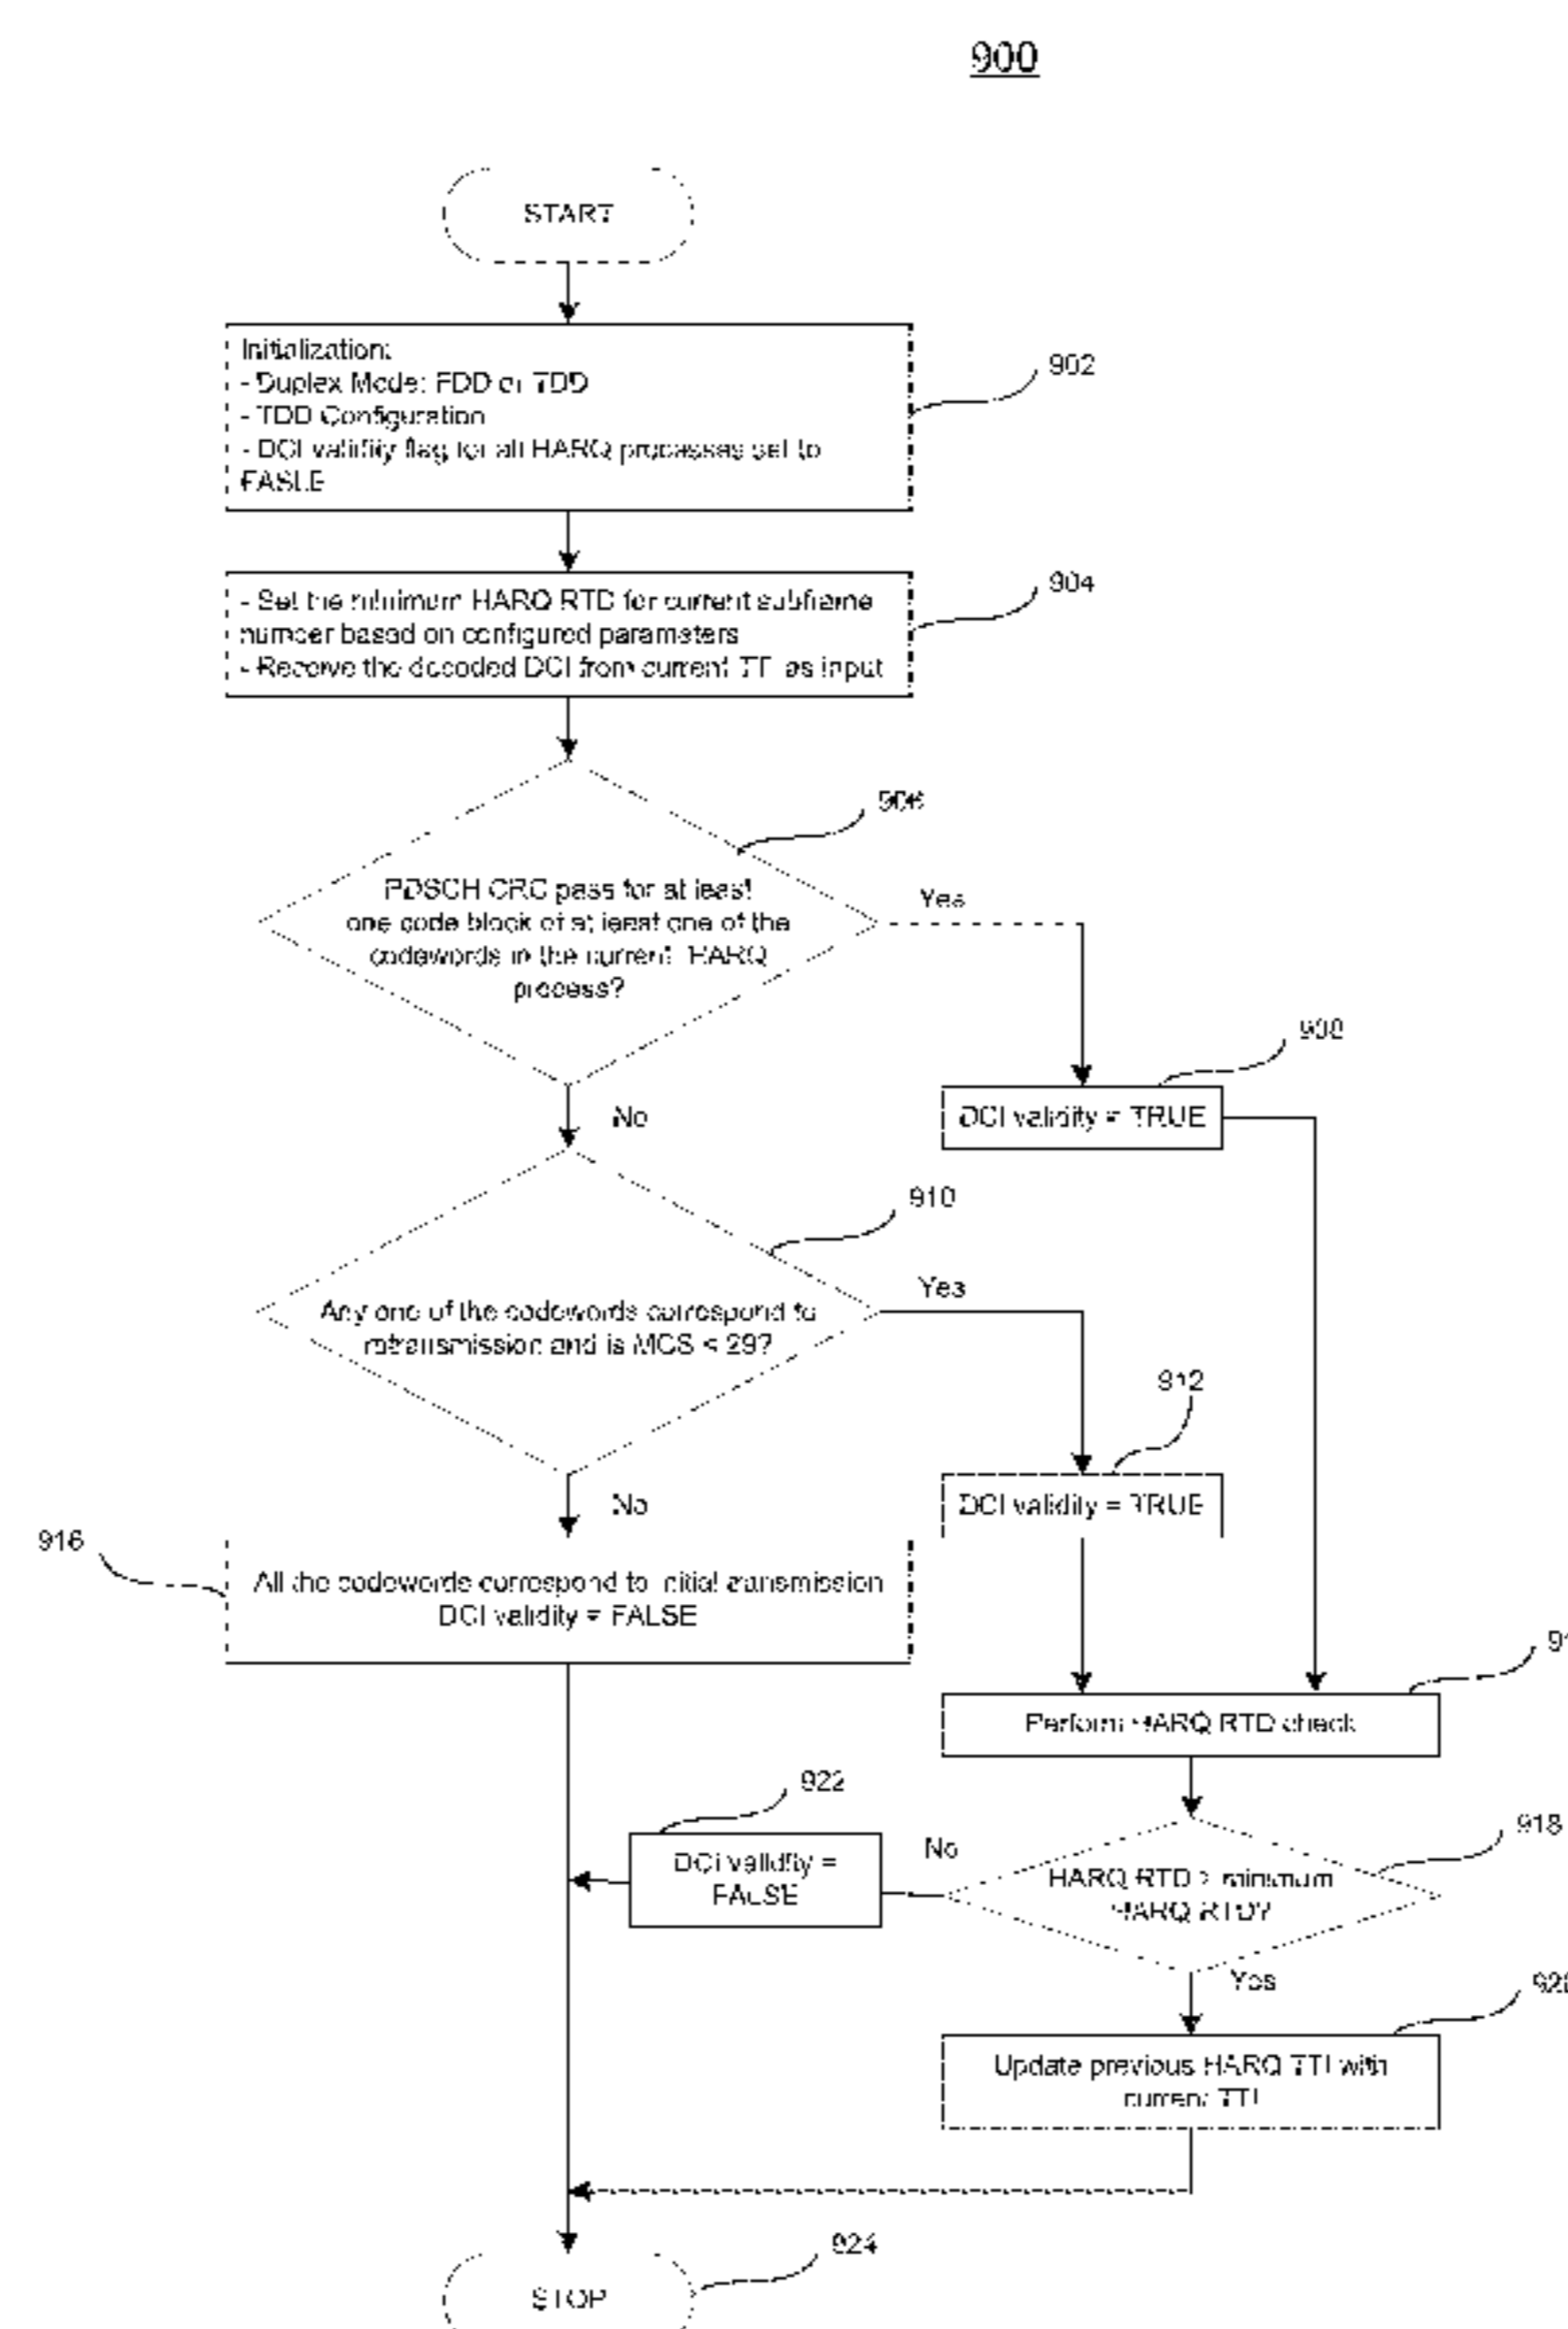 900
START
Initialization:
- Duplex Mode: FDD or TDD
- TDD Configuration
- DCI validity flag for all HARQ processes set to
FASLE
902
- Set the minimum HARQ RTD for current subframe
number based on configured parameters
- Receive the decoded DCI from current TTI as input
904
906
PDSCH CRC pass for at least
one code block of at least one of the
codewords in the current HARQ
process?
Yes
No
908
DCI validity = TRUE
910
Any one of the codewords correspond to
retransmission and is MCS < 29?
Yes
No
912
DCI validity = TRUE
916
All the codewords correspond to initial transmission
DCI validity = FALSE
Perform HARQ RTD check
922
DCI validity =
FALSE
No
918
HARQ RTD > minimum
HARQ RTD?
Yes
920
Update previous HARQ TTI with
current TTI
924
STOP